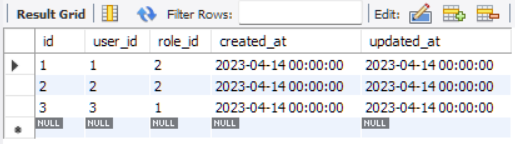 Result Grid Filter Rows: Edit:
id user_id role_id created_at updated_at
1 1 2 2023-04-14 00:00:00 2023-04-14 00:00:00
2 2 2 2023-04-14 00:00:00 2023-04-14 00:00:00
3 3 1 2023-04-14 00:00:00 2023-04-14 00:00:00
NULL NULL NULL NULL NULL